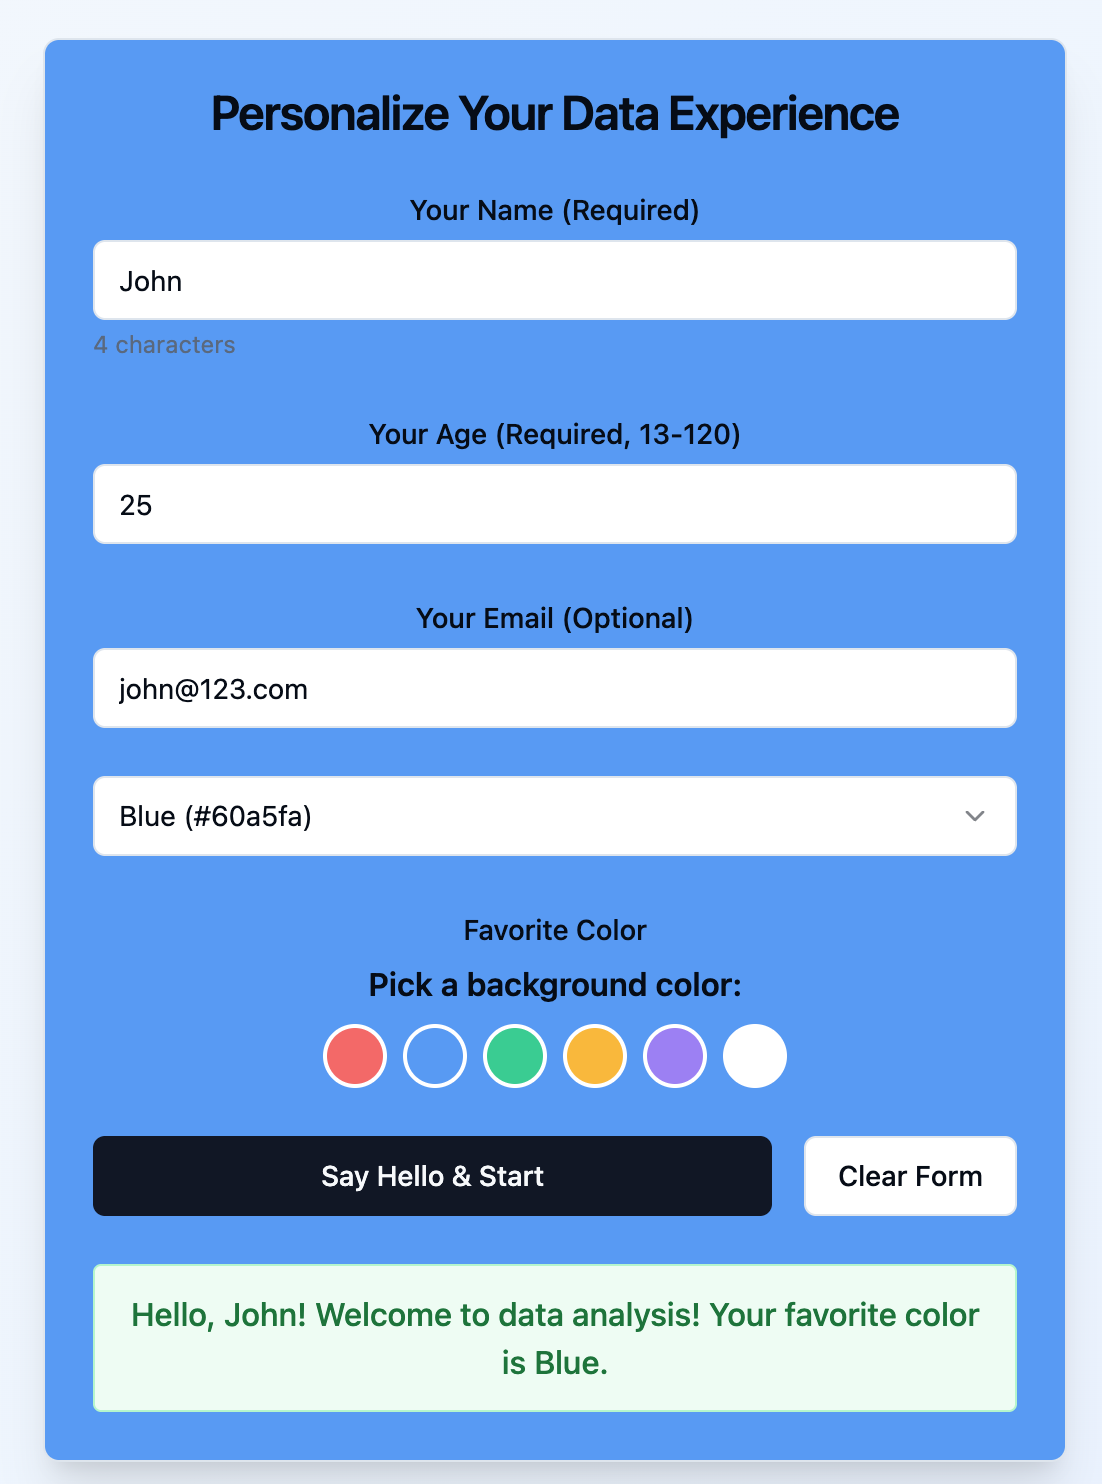 Personalize Your Data Experience
Your Name (Required)
John
4 characters
Your Age (Required, 13-120)
25
Your Email (Optional)
john@123.com
Blue (#60a5fa)
Favorite Color
Pick a background color:
Say Hello & Start
Clear Form
Hello, John! Welcome to data analysis! Your favorite color
is Blue.